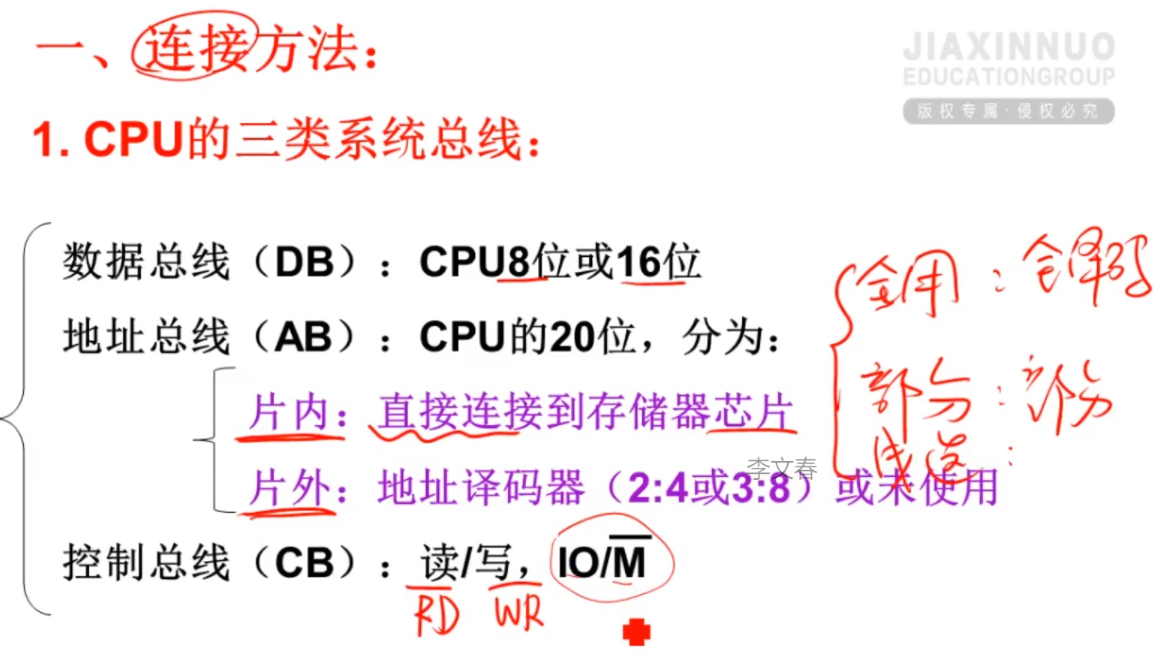 一、连接方法：
JIAXINNUO
EDUCATIONGROUP
版权专属·侵权必究
1. CPU的三类系统总线：
数据总线（DB）：CPU8位或16位
地址总线（AB）：CPU的20位，分为：
片内：直接连接到存储器芯片
片外：地址译码器（2:4或3:8）或未使用
控制总线（CB）：读/写，IO/M̅
R̅D̅ W̅R̅
全用：全译码
部分：部分
线选：
李文春